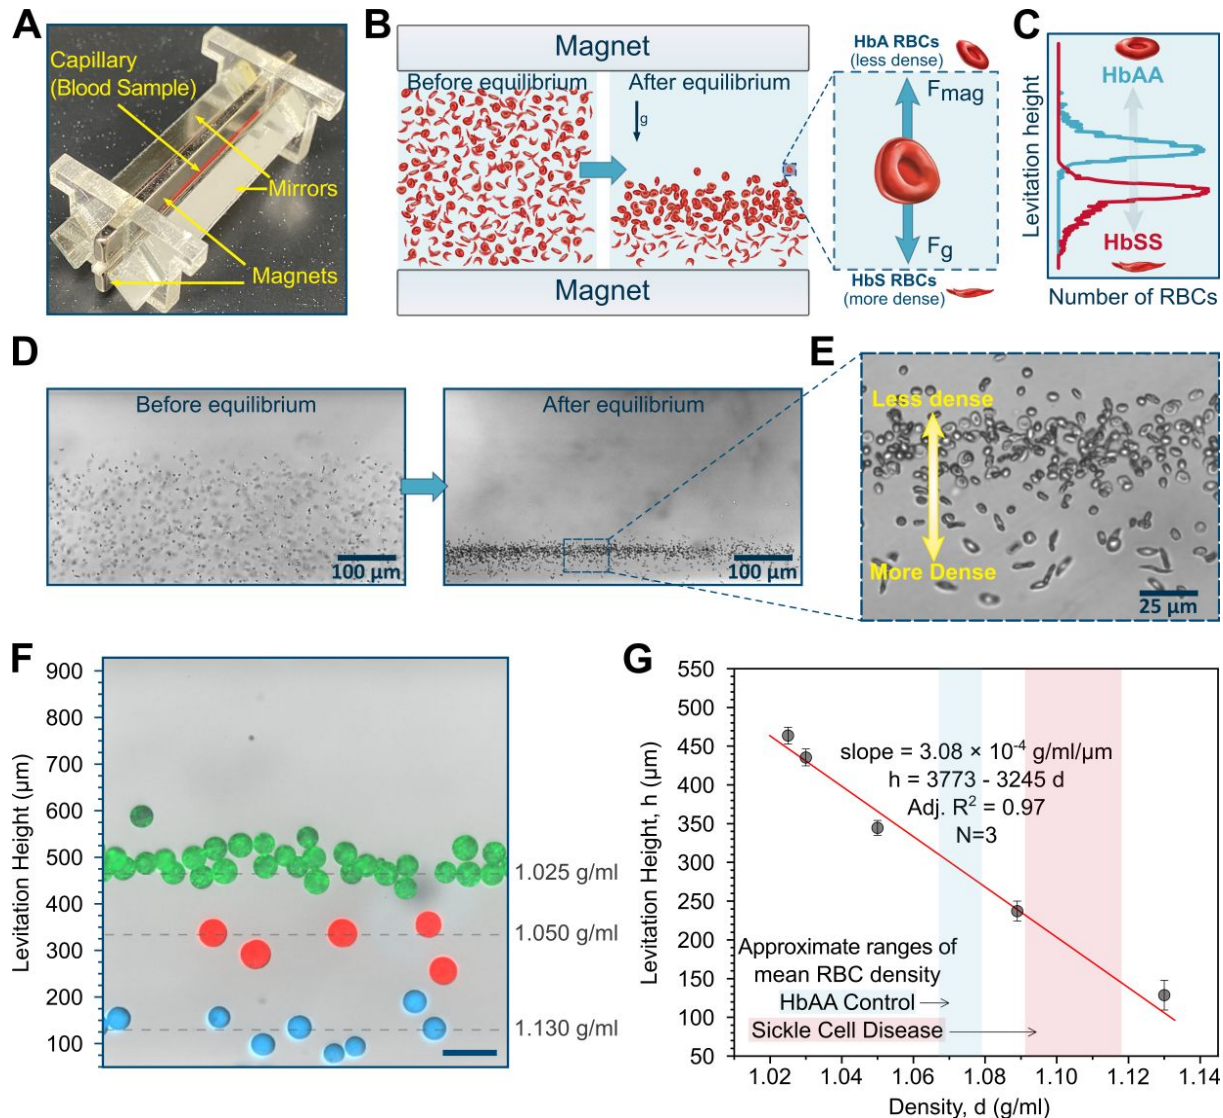 A
Capillary
(Blood Sample)
Mirrors
Magnets
B
Magnet
Before equilibrium
After equilibrium
g
Magnet
HbA RBCs
(less dense)
Fmag
Fg
HbS RBCs
(more dense)
C
Levitation height
HbAA
HbSS
Number of RBCs
D
Before equilibrium
100 µm
After equilibrium
100 µm
E
Less dense
More Dense
25 µm
F
Levitation Height (µm)
900
800
700
600
500
400
300
200
100
1.025 g/ml
1.050 g/ml
1.130 g/ml
G
Levitation Height, h (µm)
550
500
450
400
350
300
250
200
150
100
50
slope = 3.08 × 10⁻⁴ g/ml/µm
h = 3773 - 3245 d
Adj. R² = 0.97
N=3
Approximate ranges of
mean RBC density
HbAA Control →
Sickle Cell Disease →
1.02 1.04 1.06 1.08 1.10 1.12 1.14
Density, d (g/ml)